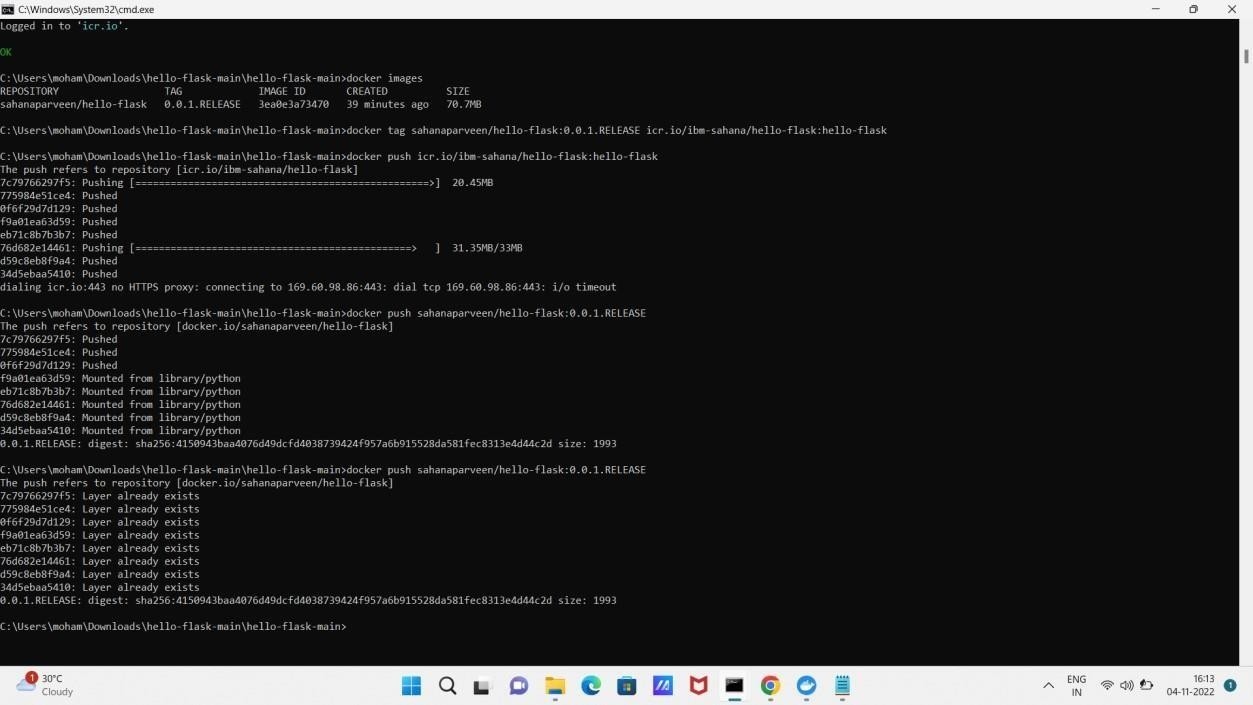 C:\Windows\System32\cmd.exe
Logged in to 'icr.io'.
OK
C:\Users\moham\Downloads\hello-flask-main\hello-flask-main>docker images
REPOSITORY TAG IMAGE ID CREATED SIZE
sahanaparveen/hello-flask 0.0.1.RELEASE 3ea0e3a73470 39 minutes ago 70.7MB
C:\Users\moham\Downloads\hello-flask-main\hello-flask-main>docker tag sahanaparveen/hello-flask:0.0.1.RELEASE icr.io/ibm-sahana/hello-flask:hello-flask
C:\Users\moham\Downloads\hello-flask-main\hello-flask-main>docker push icr.io/ibm-sahana/hello-flask:hello-flask
The push refers to repository [icr.io/ibm-sahana/hello-flask]
7c79766297f5: Pushing [==================================================>] 20.45MB
775984e51ce4: Pushed
0f6f29d7d129: Pushed
f9a01ea63d59: Pushed
eb71c8b7b3b7: Pushed
76d682e14461: Pushing [===============================================> ] 31.35MB/33MB
d59c8eb8f9a4: Pushed
34d5ebaa5410: Pushed
dialing icr.io:443 no HTTPS proxy: connecting to 169.60.98.86:443: dial tcp 169.60.98.86:443: i/o timeout
C:\Users\moham\Downloads\hello-flask-main\hello-flask-main>docker push sahanaparveen/hello-flask:0.0.1.RELEASE
The push refers to repository [docker.io/sahanaparveen/hello-flask]
7c79766297f5: Pushed
775984e51ce4: Pushed
0f6f29d7d129: Pushed
f9a01ea63d59: Mounted from library/python
eb71c8b7b3b7: Mounted from library/python
76d682e14461: Mounted from library/python
d59c8eb8f9a4: Mounted from library/python
34d5ebaa5410: Mounted from library/python
0.0.1.RELEASE: digest: sha256:4150943baa4076d49dcfd4038739424f957a6b915528da581fec8313e4d44c2d size: 1993
C:\Users\moham\Downloads\hello-flask-main\hello-flask-main>docker push sahanaparveen/hello-flask:0.0.1.RELEASE
The push refers to repository [docker.io/sahanaparveen/hello-flask]
7c79766297f5: Layer already exists
775984e51ce4: Layer already exists
0f6f29d7d129: Layer already exists
f9a01ea63d59: Layer already exists
eb71c8b7b3b7: Layer already exists
76d682e14461: Layer already exists
d59c8eb8f9a4: Layer already exists
34d5ebaa5410: Layer already exists
0.0.1.RELEASE: digest: sha256:4150943baa4076d49dcfd4038739424f957a6b915528da581fec8313e4d44c2d size: 1993
C:\Users\moham\Downloads\hello-flask-main\hello-flask-main>
1
30°C
Cloudy
ENG
IN
16:13
04-11-2022
1